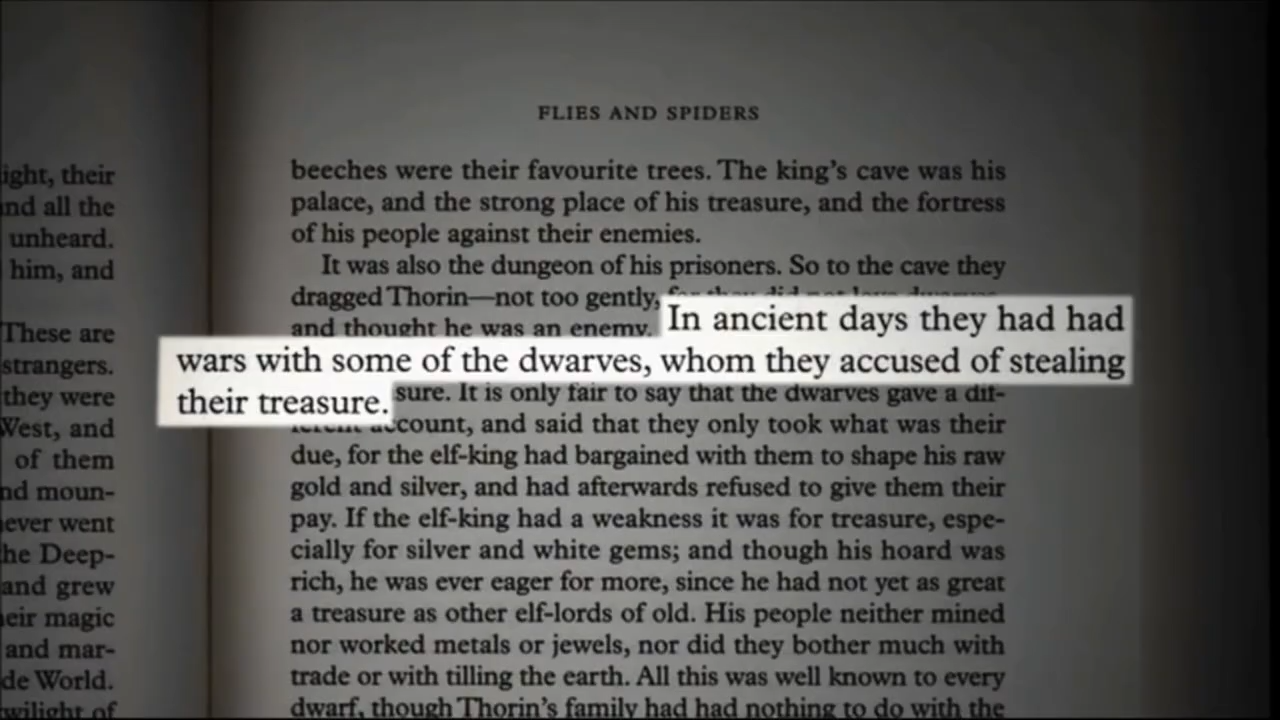 FLIES AND SPIDERS
ight, their
nd all the
unheard.
him, and
These are
strangers.
they were
West, and
of them
nd moun-
never went
he Deep-
and grew
eir magic
and mar-
de World.
wilight of
beeches were their favourite trees. The king's cave was his
palace, and the strong place of his treasure, and the fortress
of his people against their enemies.
It was also the dungeon of his prisoners. So to the cave they
dragged Thorin—not too gently, for they did not love dwarves,
and thought he was an enemy.
In ancient days they had had
wars with some of the dwarves, whom they accused of stealing
their treasure.
sure. It is only fair to say that the dwarves gave a dif-
ferent account, and said that they only took what was their
due, for the elf-king had bargained with them to shape his raw
gold and silver, and had afterwards refused to give them their
pay. If the elf-king had a weakness it was for treasure, espe-
cially for silver and white gems; and though his hoard was
rich, he was ever eager for more, since he had not yet as great
a treasure as other elf-lords of old. His people neither mined
nor worked metals or jewels, nor did they bother much with
trade or with tilling the earth. All this was well known to every
dwarf, though Thorin's family had had nothing to do with the